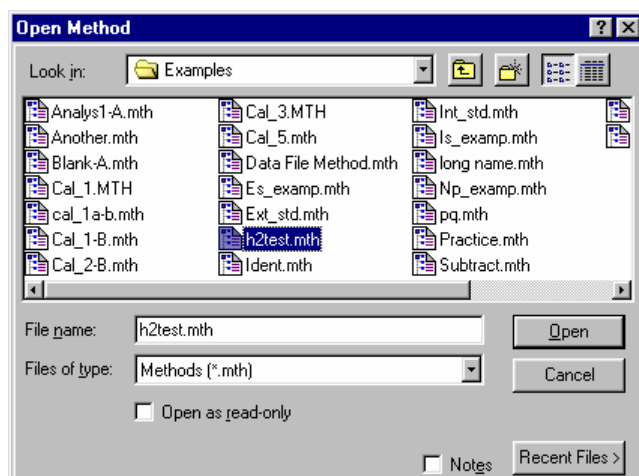 Open Method
Look in: Examples
Analys1-A.mth Cal_3.MTH Int_std.mth
Another.mth Cal_5.mth Is_examp.mth
Blank-A.mth Data File Method.mth long name.mth
Cal_1.MTH Es_examp.mth Np_examp.mth
cal_1a-b.mth Ext_std.mth pq.mth
Cal_1-B.mth h2test.mth Practice.mth
Cal_2-B.mth Ident.mth Subtract.mth
File name: h2test.mth Open
Files of type: Methods (*.mth) Cancel
Open as read-only
Notes Recent Files >